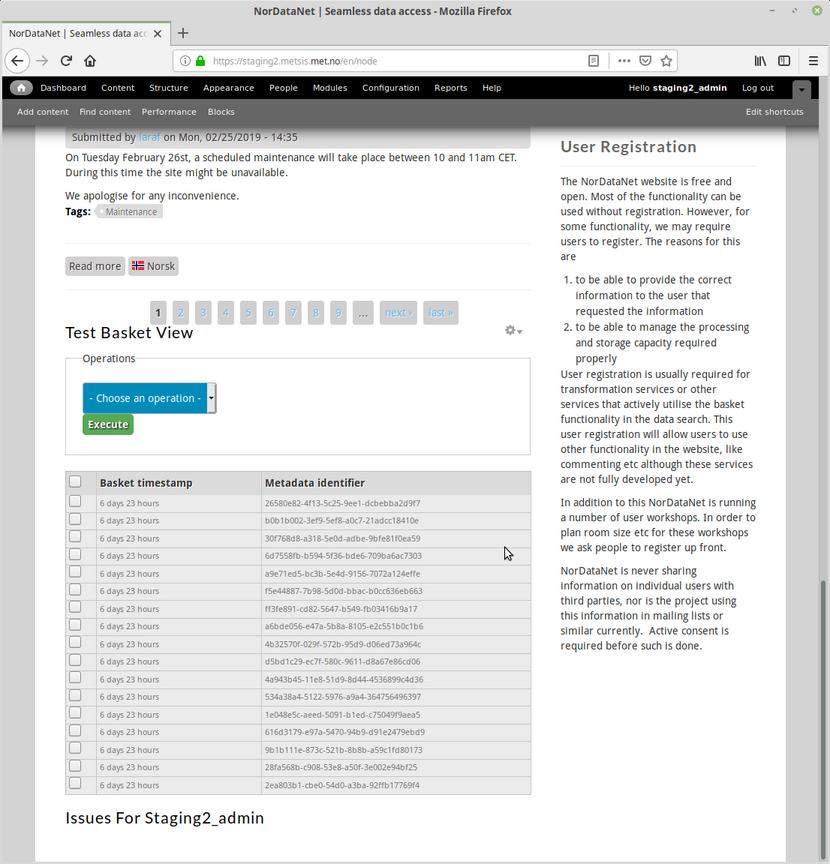 NorDataNet | Seamless data access - Mozilla Firefox
NorDataNet | Seamless data acc
https://staging2.metsis.met.no/en/node
Dashboard Content Structure Appearance People Modules Configuration Reports Help Hello staging2_admin Log out
Add content Find content Performance Blocks Edit shortcuts
Submitted by laraf on Mon, 02/25/2019 - 14:35
On Tuesday February 26st, a scheduled maintenance will take place between 10 and 11am CET.
During this time the site might be unavailable.
We apologise for any inconvenience.
Tags: Maintenance
Read more Norsk
1 2 3 4 5 6 7 8 9 ... next › last »
Test Basket View
Operations
- Choose an operation -
Execute
Basket timestamp Metadata identifier
6 days 23 hours 26580e82-4f13-5c25-9ee1-dcbebba2d9f7
6 days 23 hours b0b1b002-3ef9-5ef8-a0c7-21adcc18410e
6 days 23 hours 30f768d8-a318-5e0d-adbe-9bfe81f0ea59
6 days 23 hours 6d7558fb-b594-5f36-bde6-709ba6ac7303
6 days 23 hours a9e71ed5-bc3b-5e4d-9156-7072a124effe
6 days 23 hours f5e44887-7b98-5d0d-bbac-b0cc636eb663
6 days 23 hours ff3fe891-cd82-5647-b549-fb03416b9a17
6 days 23 hours a6bde056-e47a-5b8a-8105-e2c551b0c1b6
6 days 23 hours 4b32570f-029f-572b-95d9-d06ed73a964c
6 days 23 hours d5bd1c29-ec7f-580c-9611-d8a67e86cd06
6 days 23 hours 4a943b45-11e8-51d9-8d44-4536899c4d36
6 days 23 hours 534a38a4-5122-5976-a9a4-364756496397
6 days 23 hours 1e048e5c-aeed-5091-b1ed-c75049f9aea5
6 days 23 hours 616d3179-e97a-5470-94b9-d91e2479ebd9
6 days 23 hours 9b1b111e-873c-521b-8b8b-a59c1fd80173
6 days 23 hours 28fa568b-c908-53e8-a50f-3e002e94bf25
6 days 23 hours 2ea803b1-cbe0-54d0-a3ba-92ffb17769f4
Issues For Staging2_admin
User Registration
The NorDataNet website is free and
open. Most of the functionality can be
used without registration. However, for
some functionality, we may require
users to register. The reasons for this
are
1. to be able to provide the correct
information to the user that
requested the information
2. to be able to manage the processing
and storage capacity required
properly
User registration is usually required for
transformation services or other
services that actively utilise the basket
functionality in the data search. This
user registration will allow users to use
other functionality in the website, like
commenting etc although these services
are not fully developed yet.
In addition to this NorDataNet is running
a number of user workshops. In order to
plan room size etc for these workshops
we ask people to register up front.
NorDataNet is never sharing
information on individual users with
third parties, nor is the project using
this information in mailing lists or
similar currently. Active consent is
required before such is done.